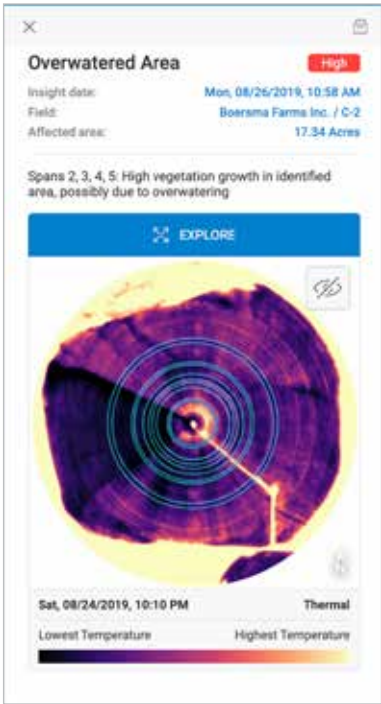 Overwatered Area High
Insight date: Mon, 08/26/2019, 10:58 AM
Field: Boersma Farms Inc. / C-2
Affected area: 17.34 Acres
Spans 2, 3, 4, 5: High vegetation growth in identified
area, possibly due to overwatering
EXPLORE
Sat, 08/24/2019, 10:10 PM Thermal
Lowest Temperature Highest Temperature